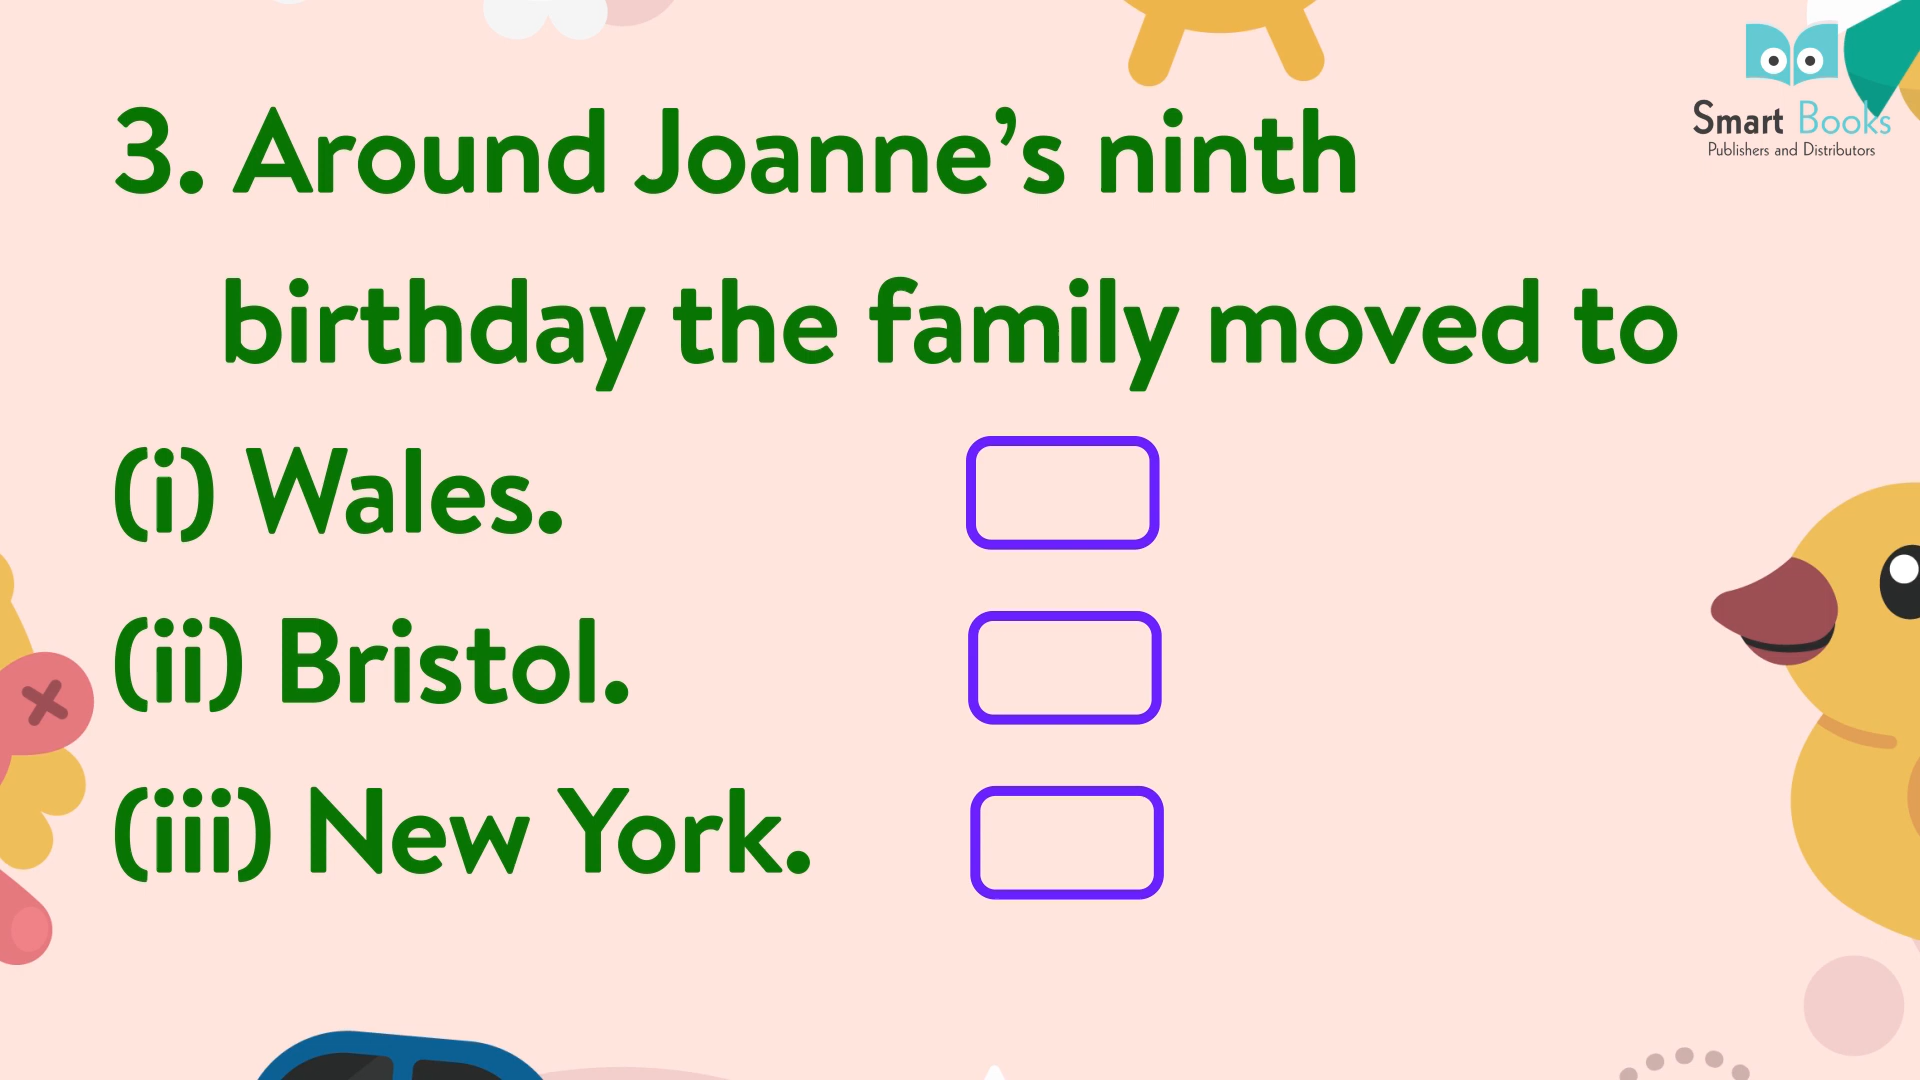 Smart Books
Publishers and Distributors
3. Around Joanne’s ninth
birthday the family moved to
(i) Wales.
(ii) Bristol.
(iii) New York.